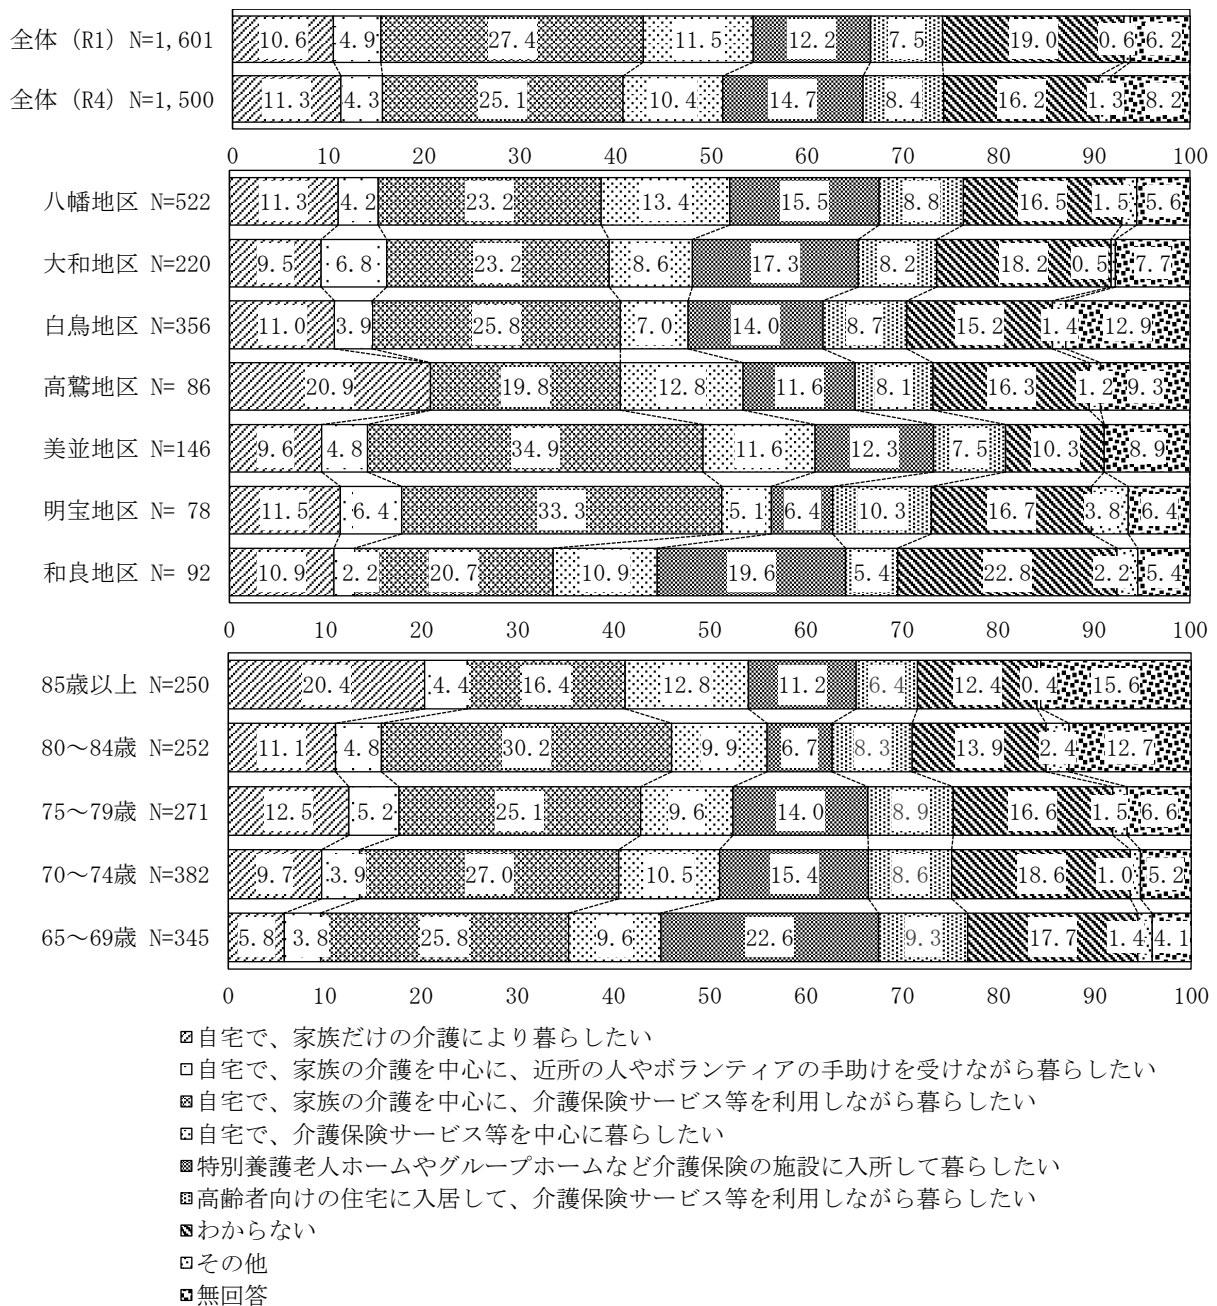 全体 (R1) N=1,601 10.6 4.9 27.4 11.5 12.2 7.5 19.0 0.6 6.2
全体 (R4) N=1,500 11.3 4.3 25.1 10.4 14.7 8.4 16.2 1.3 8.2
0 10 20 30 40 50 60 70 80 90 100
八幡地区 N=522 11.3 4.2 23.2 13.4 15.5 8.8 16.5 1.5 5.6
大和地区 N=220 9.5 6.8 23.2 8.6 17.3 8.2 18.2 0.5 7.7
白鳥地区 N=356 11.0 3.9 25.8 7.0 14.0 8.7 15.2 1.4 12.9
高鷲地区 N= 86 20.9 19.8 12.8 11.6 8.1 16.3 1.2 9.3
美並地区 N=146 9.6 4.8 34.9 11.6 12.3 7.5 10.3 8.9
明宝地区 N= 78 11.5 6.4 33.3 5.1 6.4 10.3 16.7 3.8 6.4
和良地区 N= 92 10.9 2.2 20.7 10.9 19.6 5.4 22.8 2.2 5.4
0 10 20 30 40 50 60 70 80 90 100
85歳以上 N=250 20.4 4.4 16.4 12.8 11.2 6.4 12.4 0.4 15.6
80～84歳 N=252 11.1 4.8 30.2 9.9 6.7 8.3 13.9 2.4 12.7
75～79歳 N=271 12.5 5.2 25.1 9.6 14.0 8.9 16.6 1.5 6.6
70～74歳 N=382 9.7 3.9 27.0 10.5 15.4 8.6 18.6 1.0 5.2
65～69歳 N=345 5.8 3.8 25.8 9.6 22.6 9.3 17.7 1.4 4.1
0 10 20 30 40 50 60 70 80 90 100
自宅で、家族だけの介護により暮らしたい
自宅で、家族の介護を中心に、近所の人やボランティアの手助けを受けながら暮らしたい
自宅で、家族の介護を中心に、介護保険サービス等を利用しながら暮らしたい
自宅で、介護保険サービス等を中心に暮らしたい
特別養護老人ホームやグループホームなど介護保険の施設に入所して暮らしたい
高齢者向けの住宅に入居して、介護保険サービス等を利用しながら暮らしたい
わからない
その他
無回答